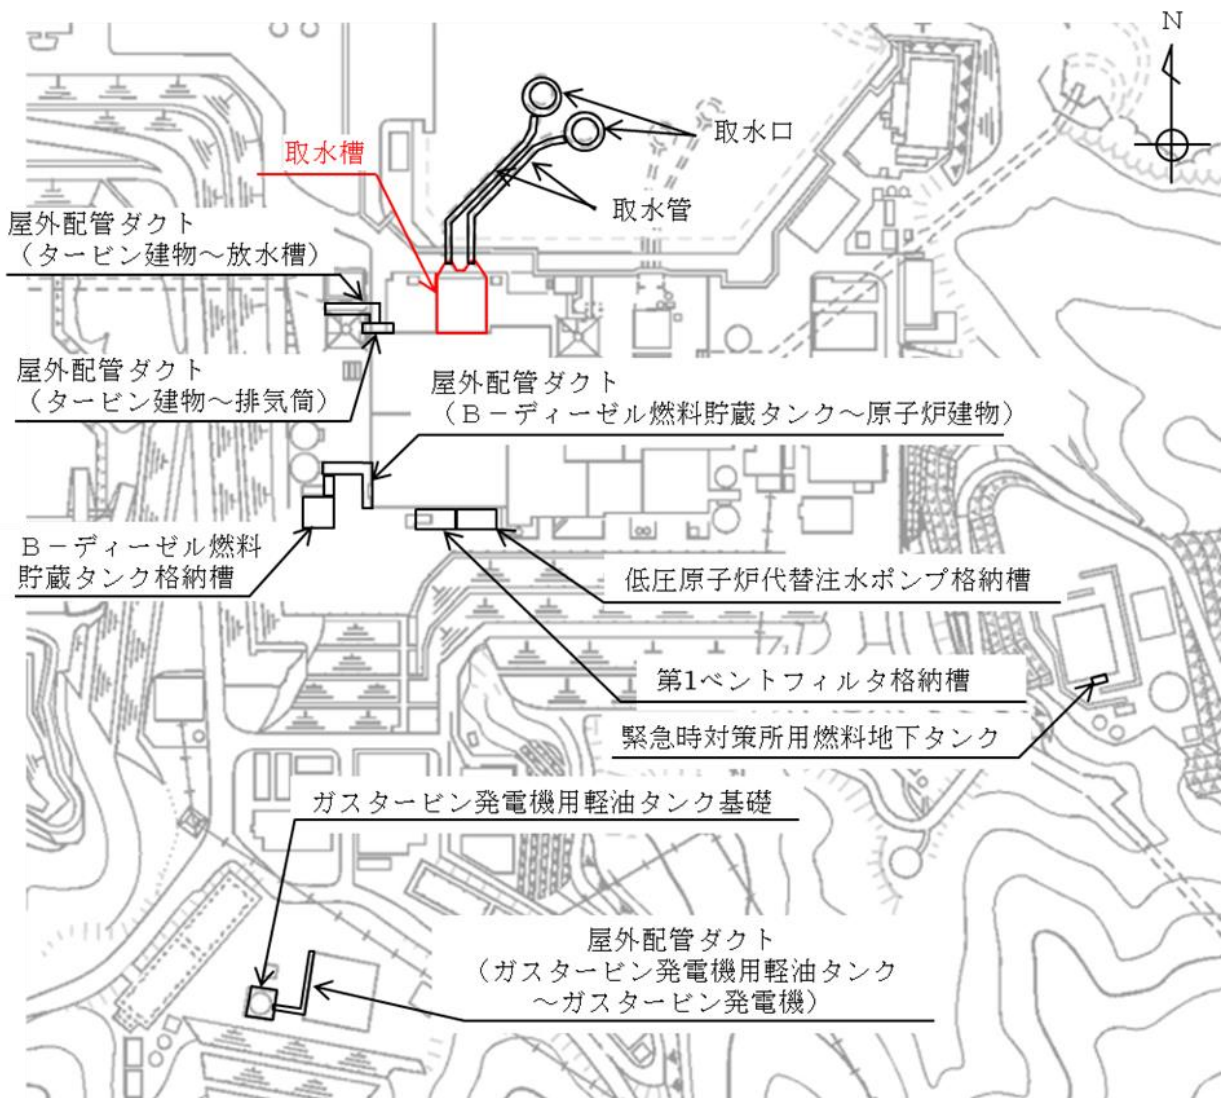 N
取水口
取水槽
取水管
屋外配管ダクト
（タービン建物～放水槽）
屋外配管ダクト
（タービン建物～排気筒）
屋外配管ダクト
（Ｂ－ディーゼル燃料貯蔵タンク～原子炉建物）
Ｂ－ディーゼル燃料
貯蔵タンク格納槽
低圧原子炉代替注水ポンプ格納槽
第1ベントフィルタ格納槽
緊急時対策所用燃料地下タンク
ガスタービン発電機用軽油タンク基礎
屋外配管ダクト
（ガスタービン発電機用軽油タンク
～ガスタービン発電機）